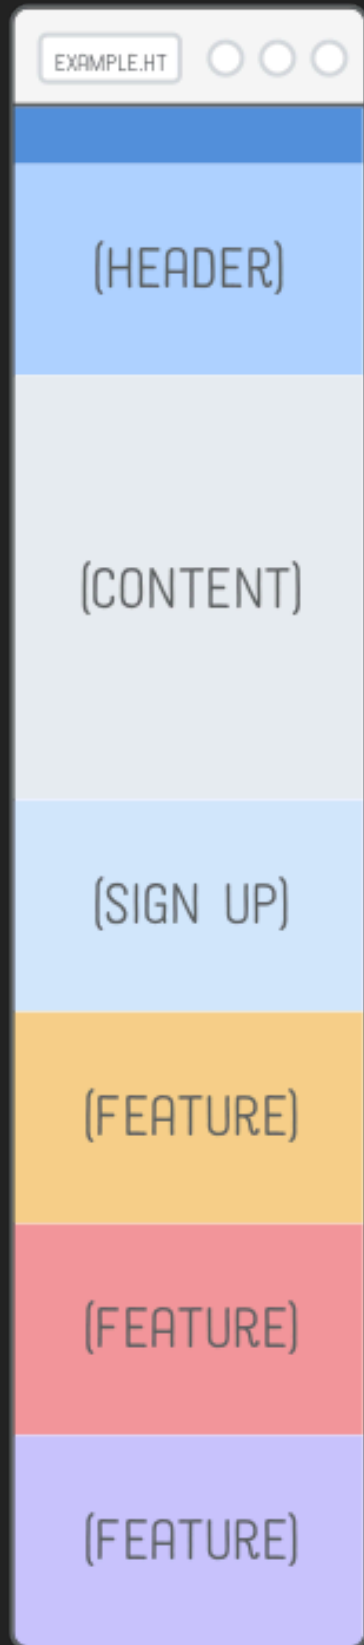 EXAMPLE.HT
(HEADER)
(CONTENT)
(SIGN UP)
(FEATURE)
(FEATURE)
(FEATURE)